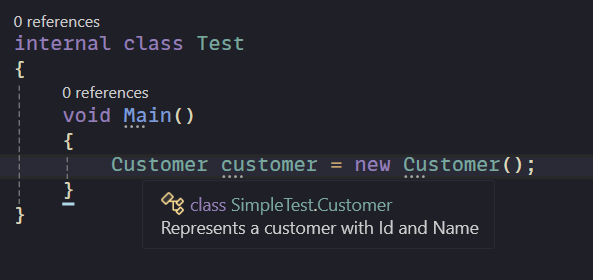 0 references
internal class Test
{
0 references
void Main()
{
Customer customer = new Customer();
}
class SimpleTest.Customer
Represents a customer with Id and Name
}